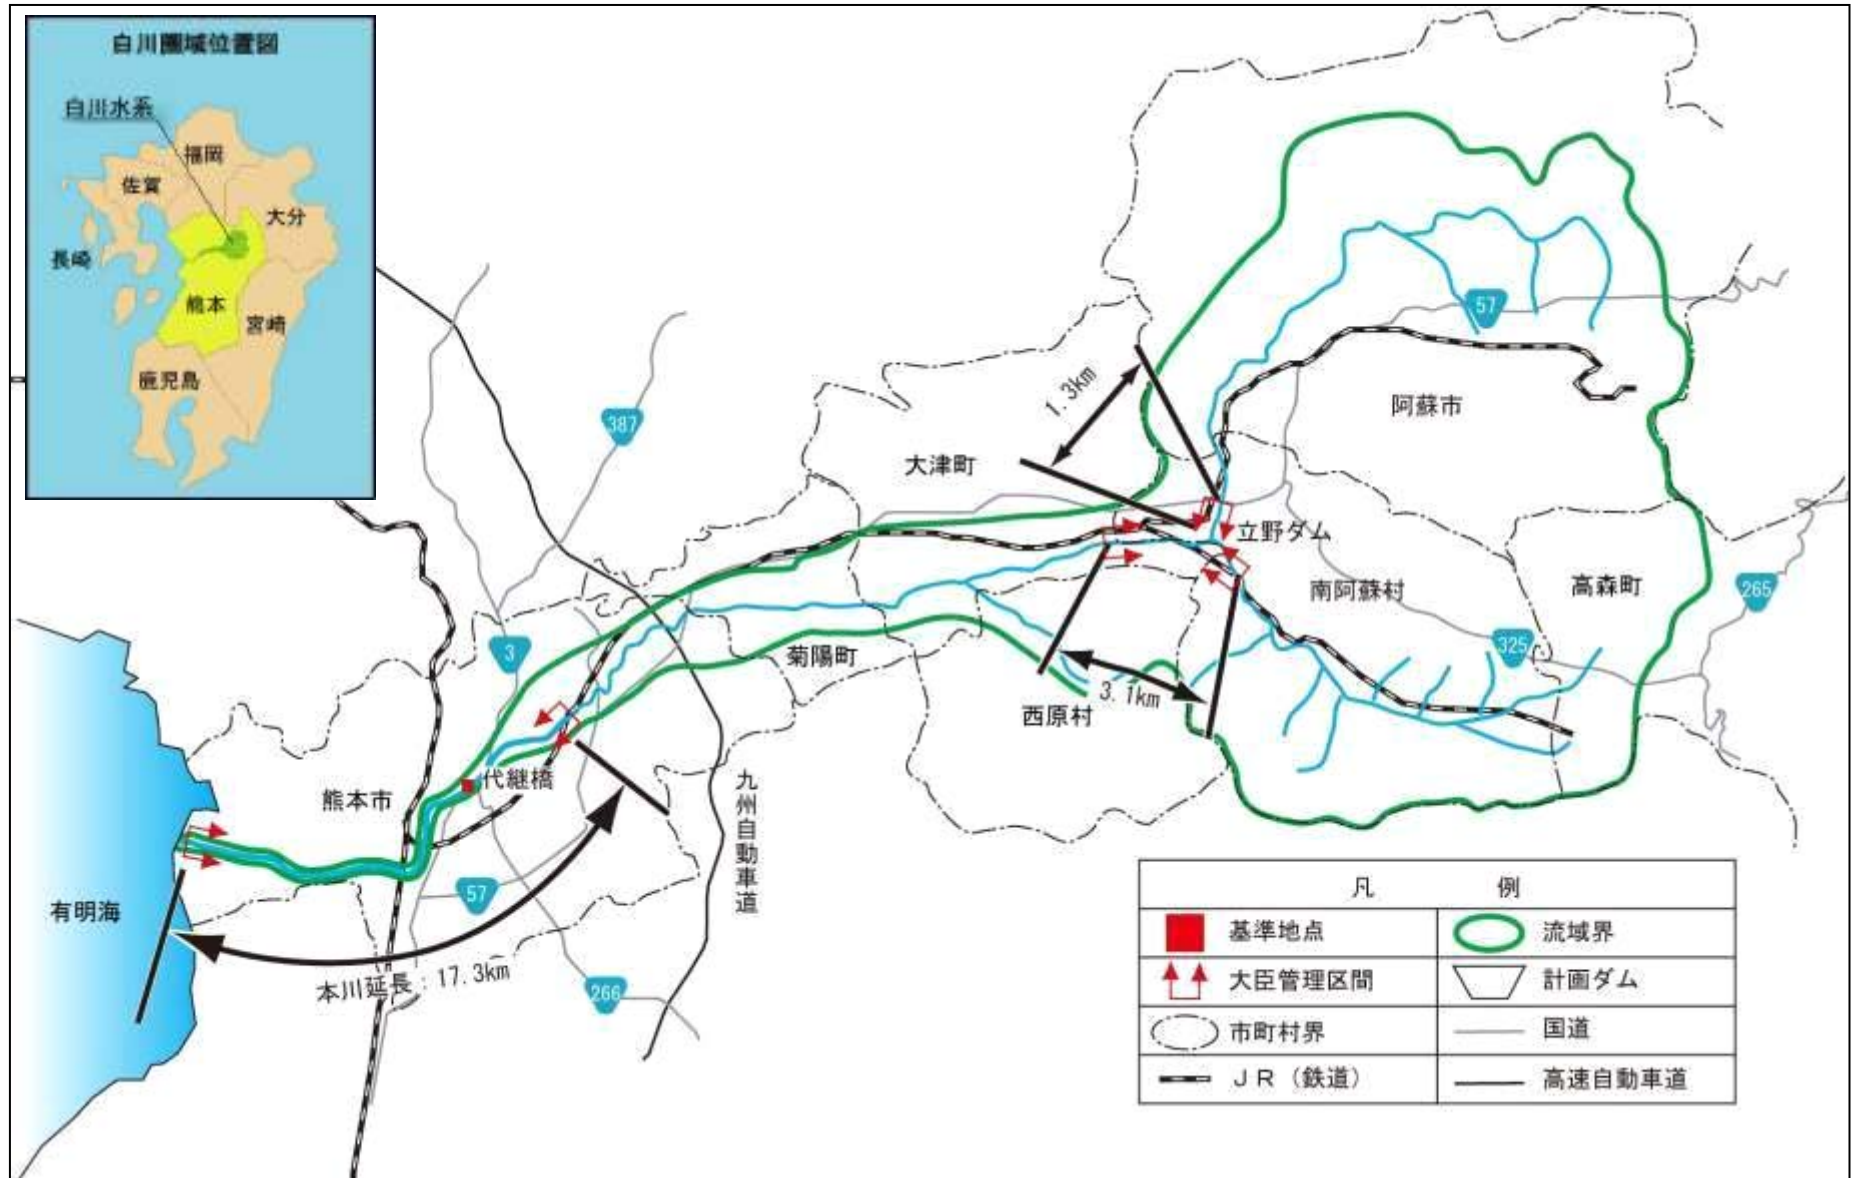 白川圏域位置図
白川水系
福岡
佐賀
大分
長崎
熊本
宮崎
鹿児島
387
57
1.3km
阿蘇市
大津町
立野ダム
南阿蘇村
高森町
265
325
3
菊陽町
西原村
3.1km
代継橋
熊本市
九州自動車道
57
有明海
本川延長:17.3km
266
凡 例
基準地点
流域界
大臣管理区間
計画ダム
市町村界
国道
JR(鉄道)
高速自動車道